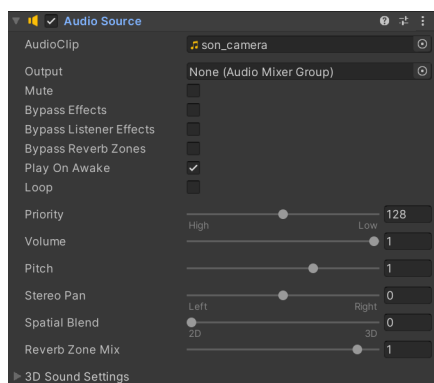 Audio Source
AudioClip
son_camera
Output
None (Audio Mixer Group)
Mute
Bypass Effects
Bypass Listener Effects
Bypass Reverb Zones
Play On Awake
Loop
Priority
128
High Low
Volume
1
Pitch
1
Stereo Pan
0
Left Right
Spatial Blend
0
2D 3D
Reverb Zone Mix
1
3D Sound Settings